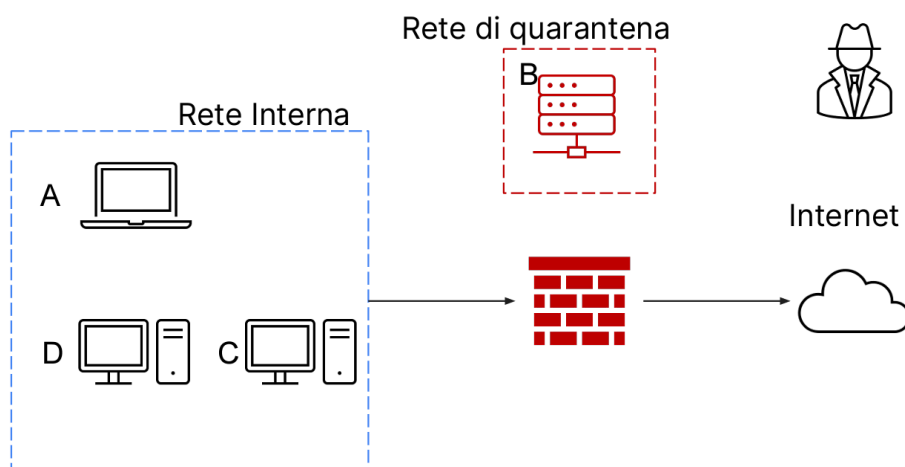 Rete di quarantena
B
Rete Interna
A
Internet
D
C